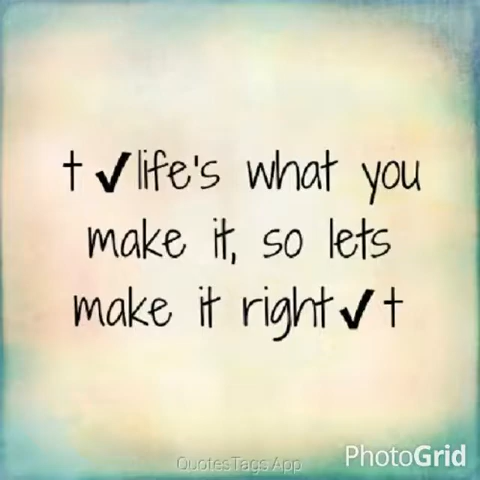 † ✓life's what you
make it, so lets
make it right✓†
QuotesTags App
PhotoGrid